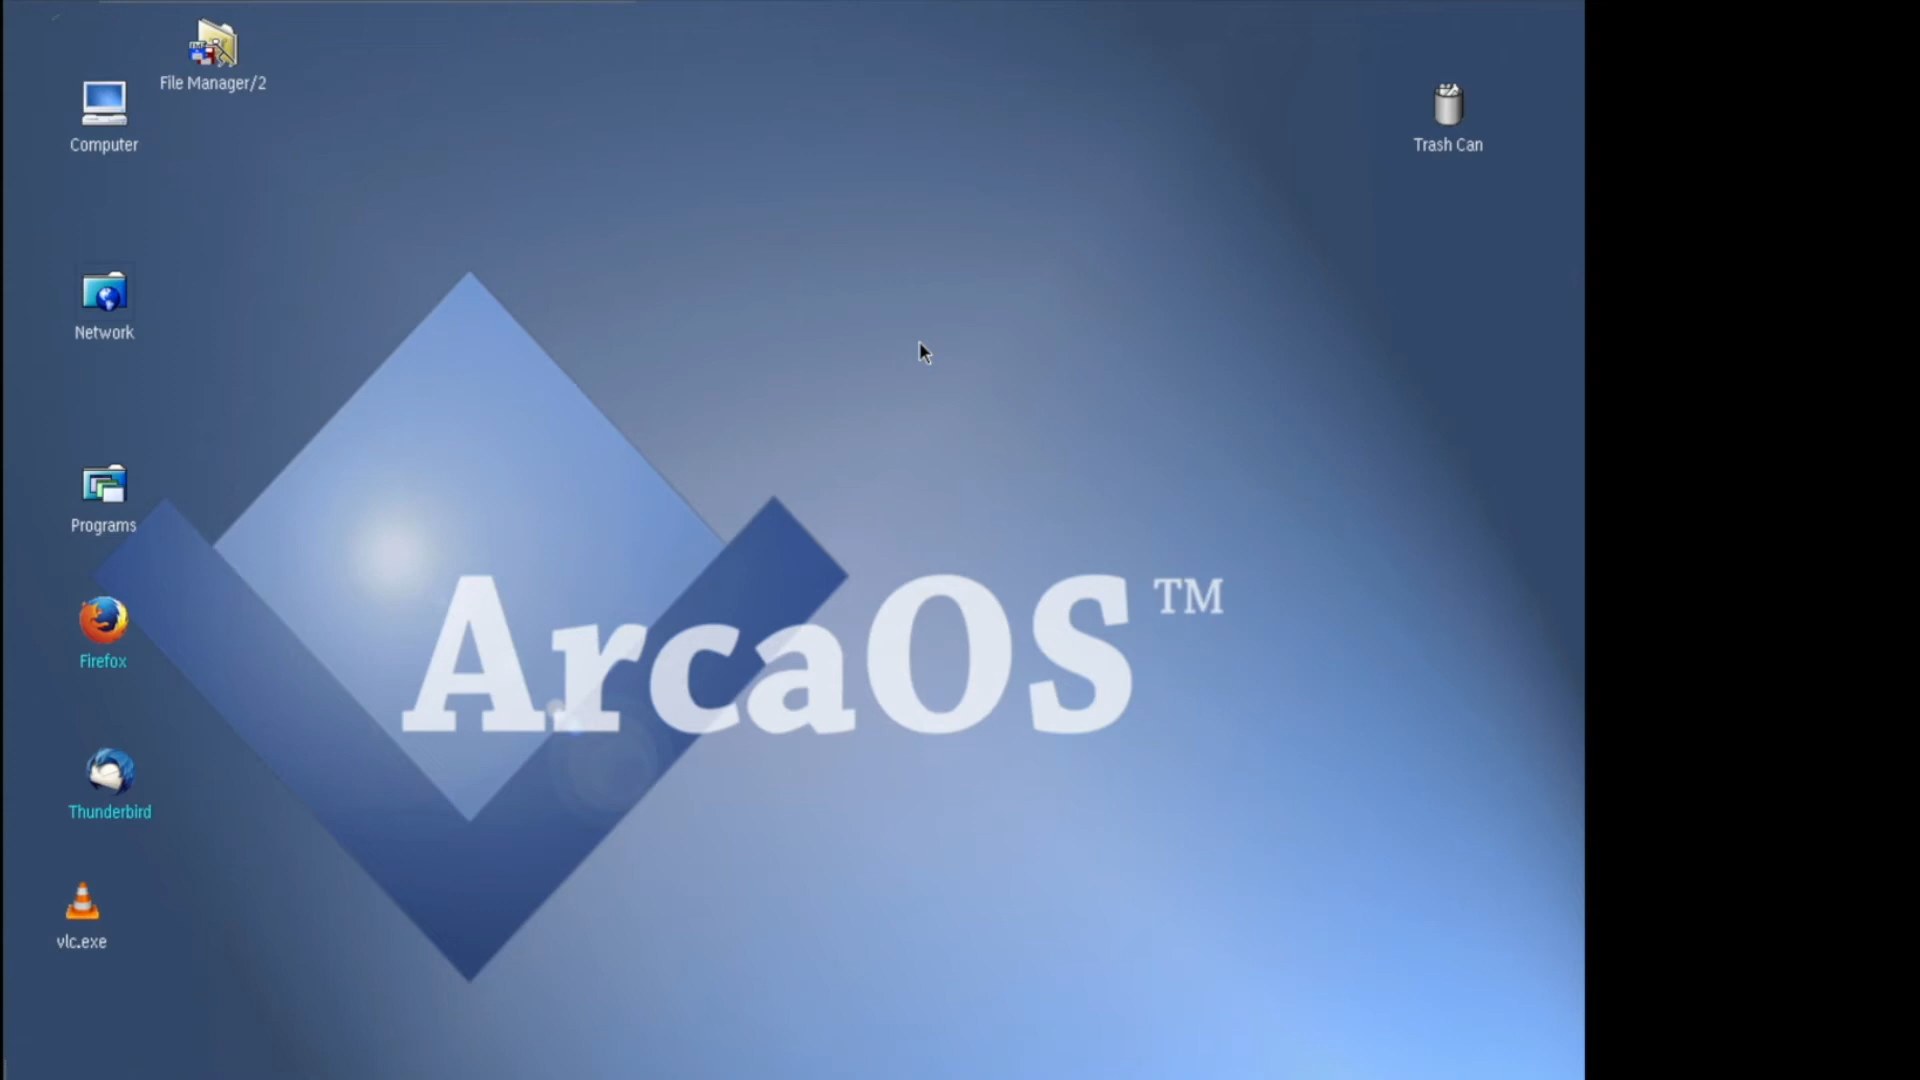 File Manager/2
Computer
Trash Can
Network
Programs
ArcaOS™
Firefox
Thunderbird
vlc.exe